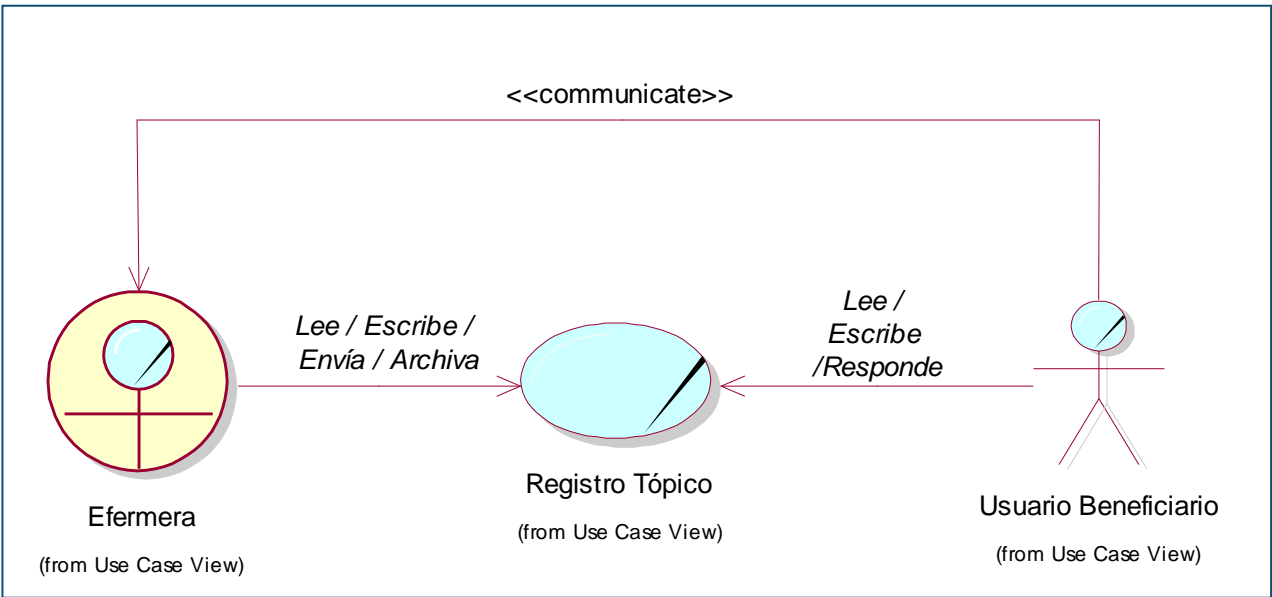 <<communicate>>
Lee / Escribe /
Envía / Archiva
Lee /
Escribe
/Responde
Efermera
(from Use Case View)
Registro Tópico
(from Use Case View)
Usuario Beneficiario
(from Use Case View)